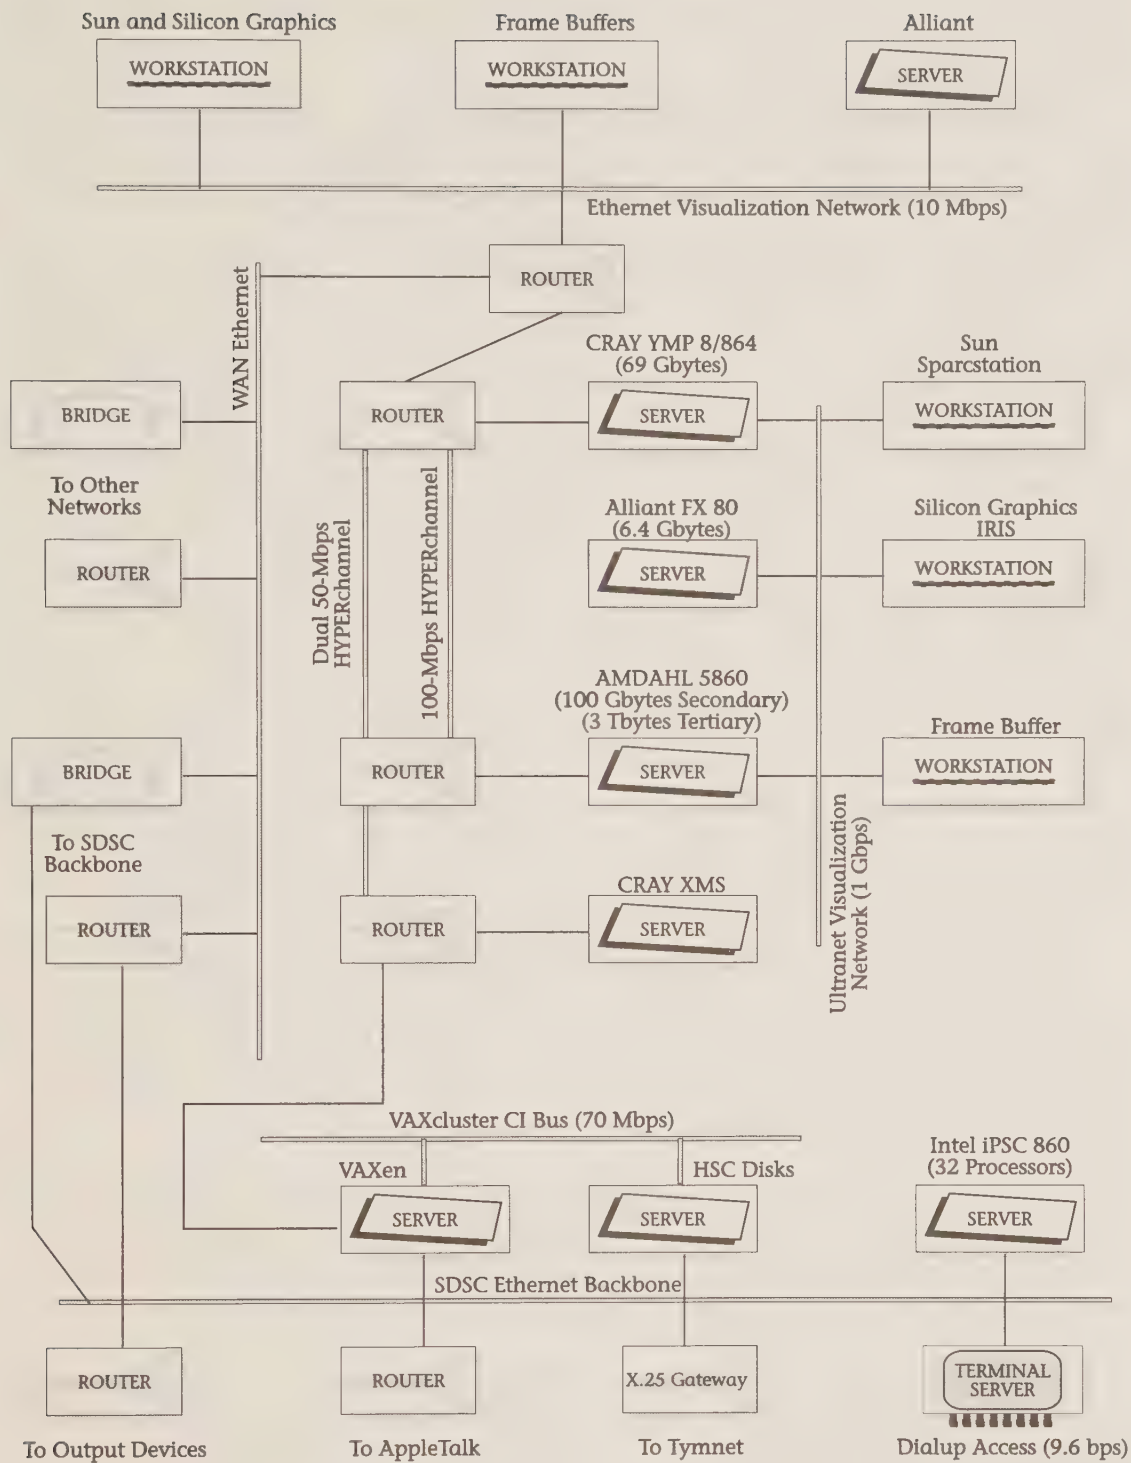 Sun and Silicon Graphics
WORKSTATION
Frame Buffers
WORKSTATION
Alliant
SERVER
Ethernet Visualization Network (10 Mbps)
ROUTER
WAN Ethernet
BRIDGE
To Other
Networks
ROUTER
BRIDGE
To SDSC
Backbone
ROUTER
ROUTER
Dual 50-Mbps
HYPERchannel
100-Mbps HYPERchannel
ROUTER
ROUTER
CRAY YMP 8/864
(69 Gbytes)
SERVER
Alliant FX 80
(6.4 Gbytes)
SERVER
AMDAHL 5860
(100 Gbytes Secondary)
(3 Tbytes Tertiary)
SERVER
CRAY XMS
SERVER
Sun
Sparcstation
WORKSTATION
Silicon Graphics
IRIS
WORKSTATION
Frame Buffer
WORKSTATION
Ultranet Visualization
Network (1 Gbps)
VAXcluster CI Bus (70 Mbps)
VAXen
SERVER
HSC Disks
SERVER
Intel iPSC 860
(32 Processors)
SERVER
SDSC Ethernet Backbone
ROUTER
To Output Devices
ROUTER
To AppleTalk
X.25 Gateway
To Tymnet
TERMINAL
SERVER
Dialup Access (9.6 bps)